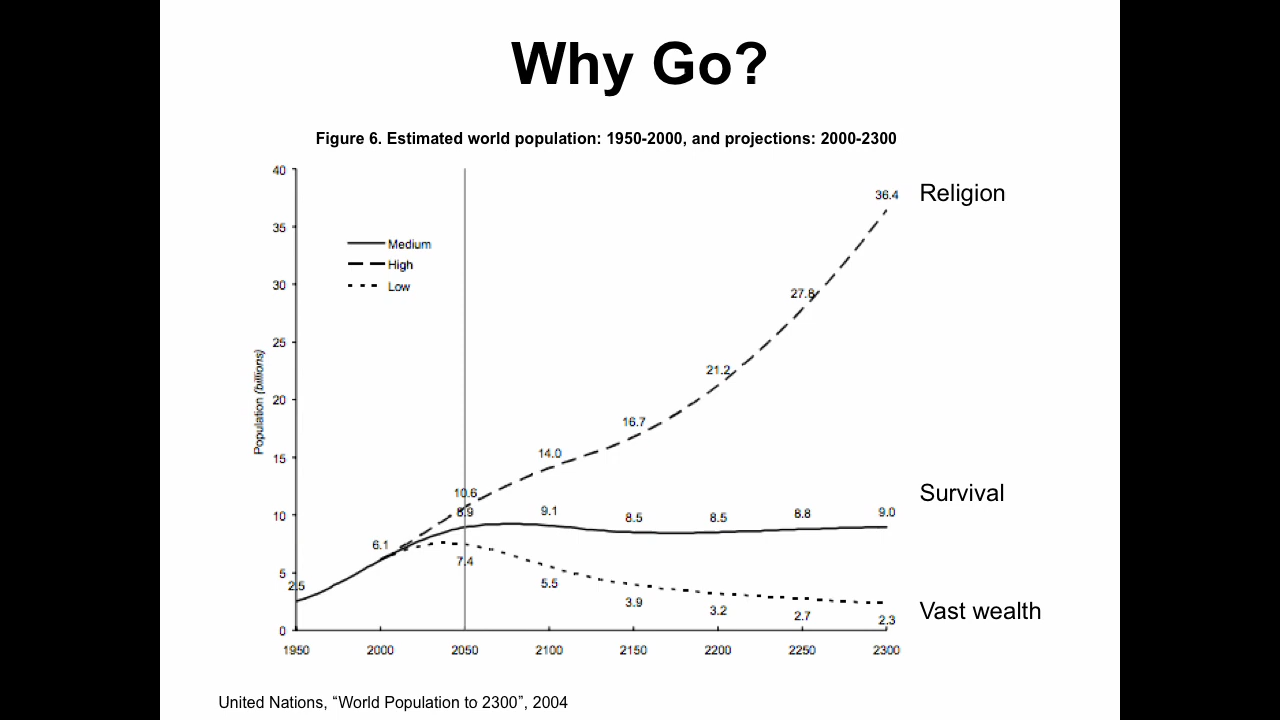 Why Go?
Figure 6. Estimated world population: 1950-2000, and projections: 2000-2300
40
36.4
Religion
35
Medium
High
Low
30
27.8
25
Population (billions)
21.2
20
16.7
15
14.0
10.6
10
8.9
9.1
8.5
8.5
8.8
9.0
Survival
6.1
7.4
5
2.5
5.5
3.9
3.2
2.7
2.3
Vast wealth
0
1950 2000 2050 2100 2150 2200 2250 2300
United Nations, “World Population to 2300”, 2004